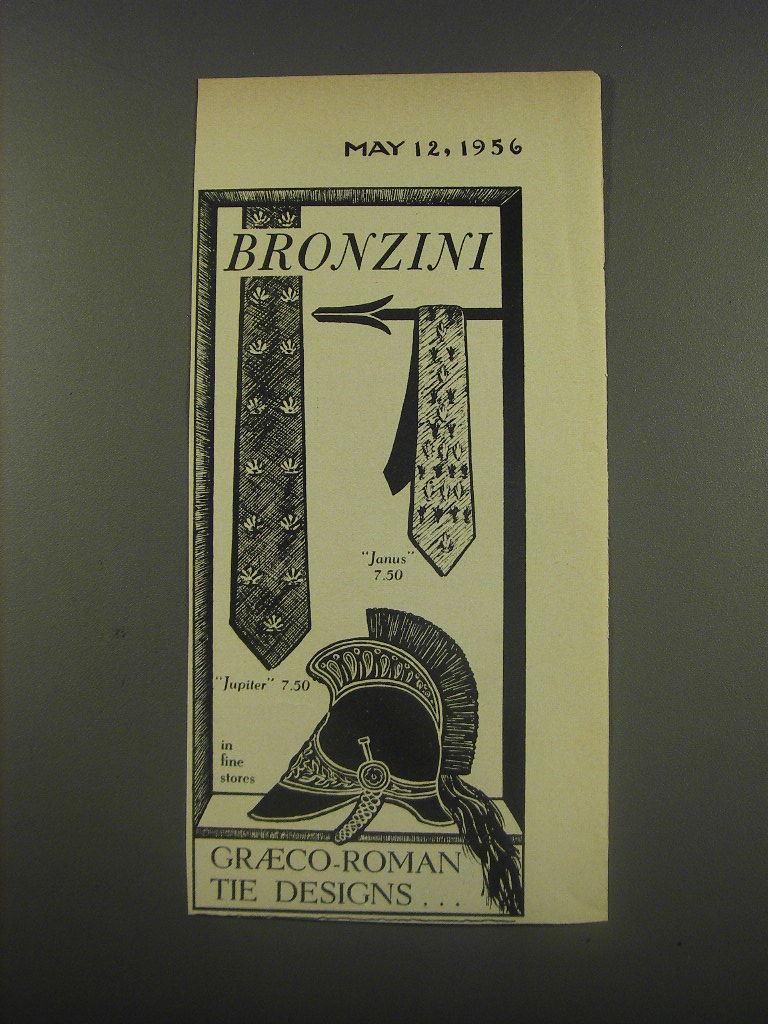 MAY 12, 1956
BRONZINI
"Janus"
7.50
"Jupiter" 7.50
in
fine
stores
GRÆCO-ROMAN
TIE DESIGNS...